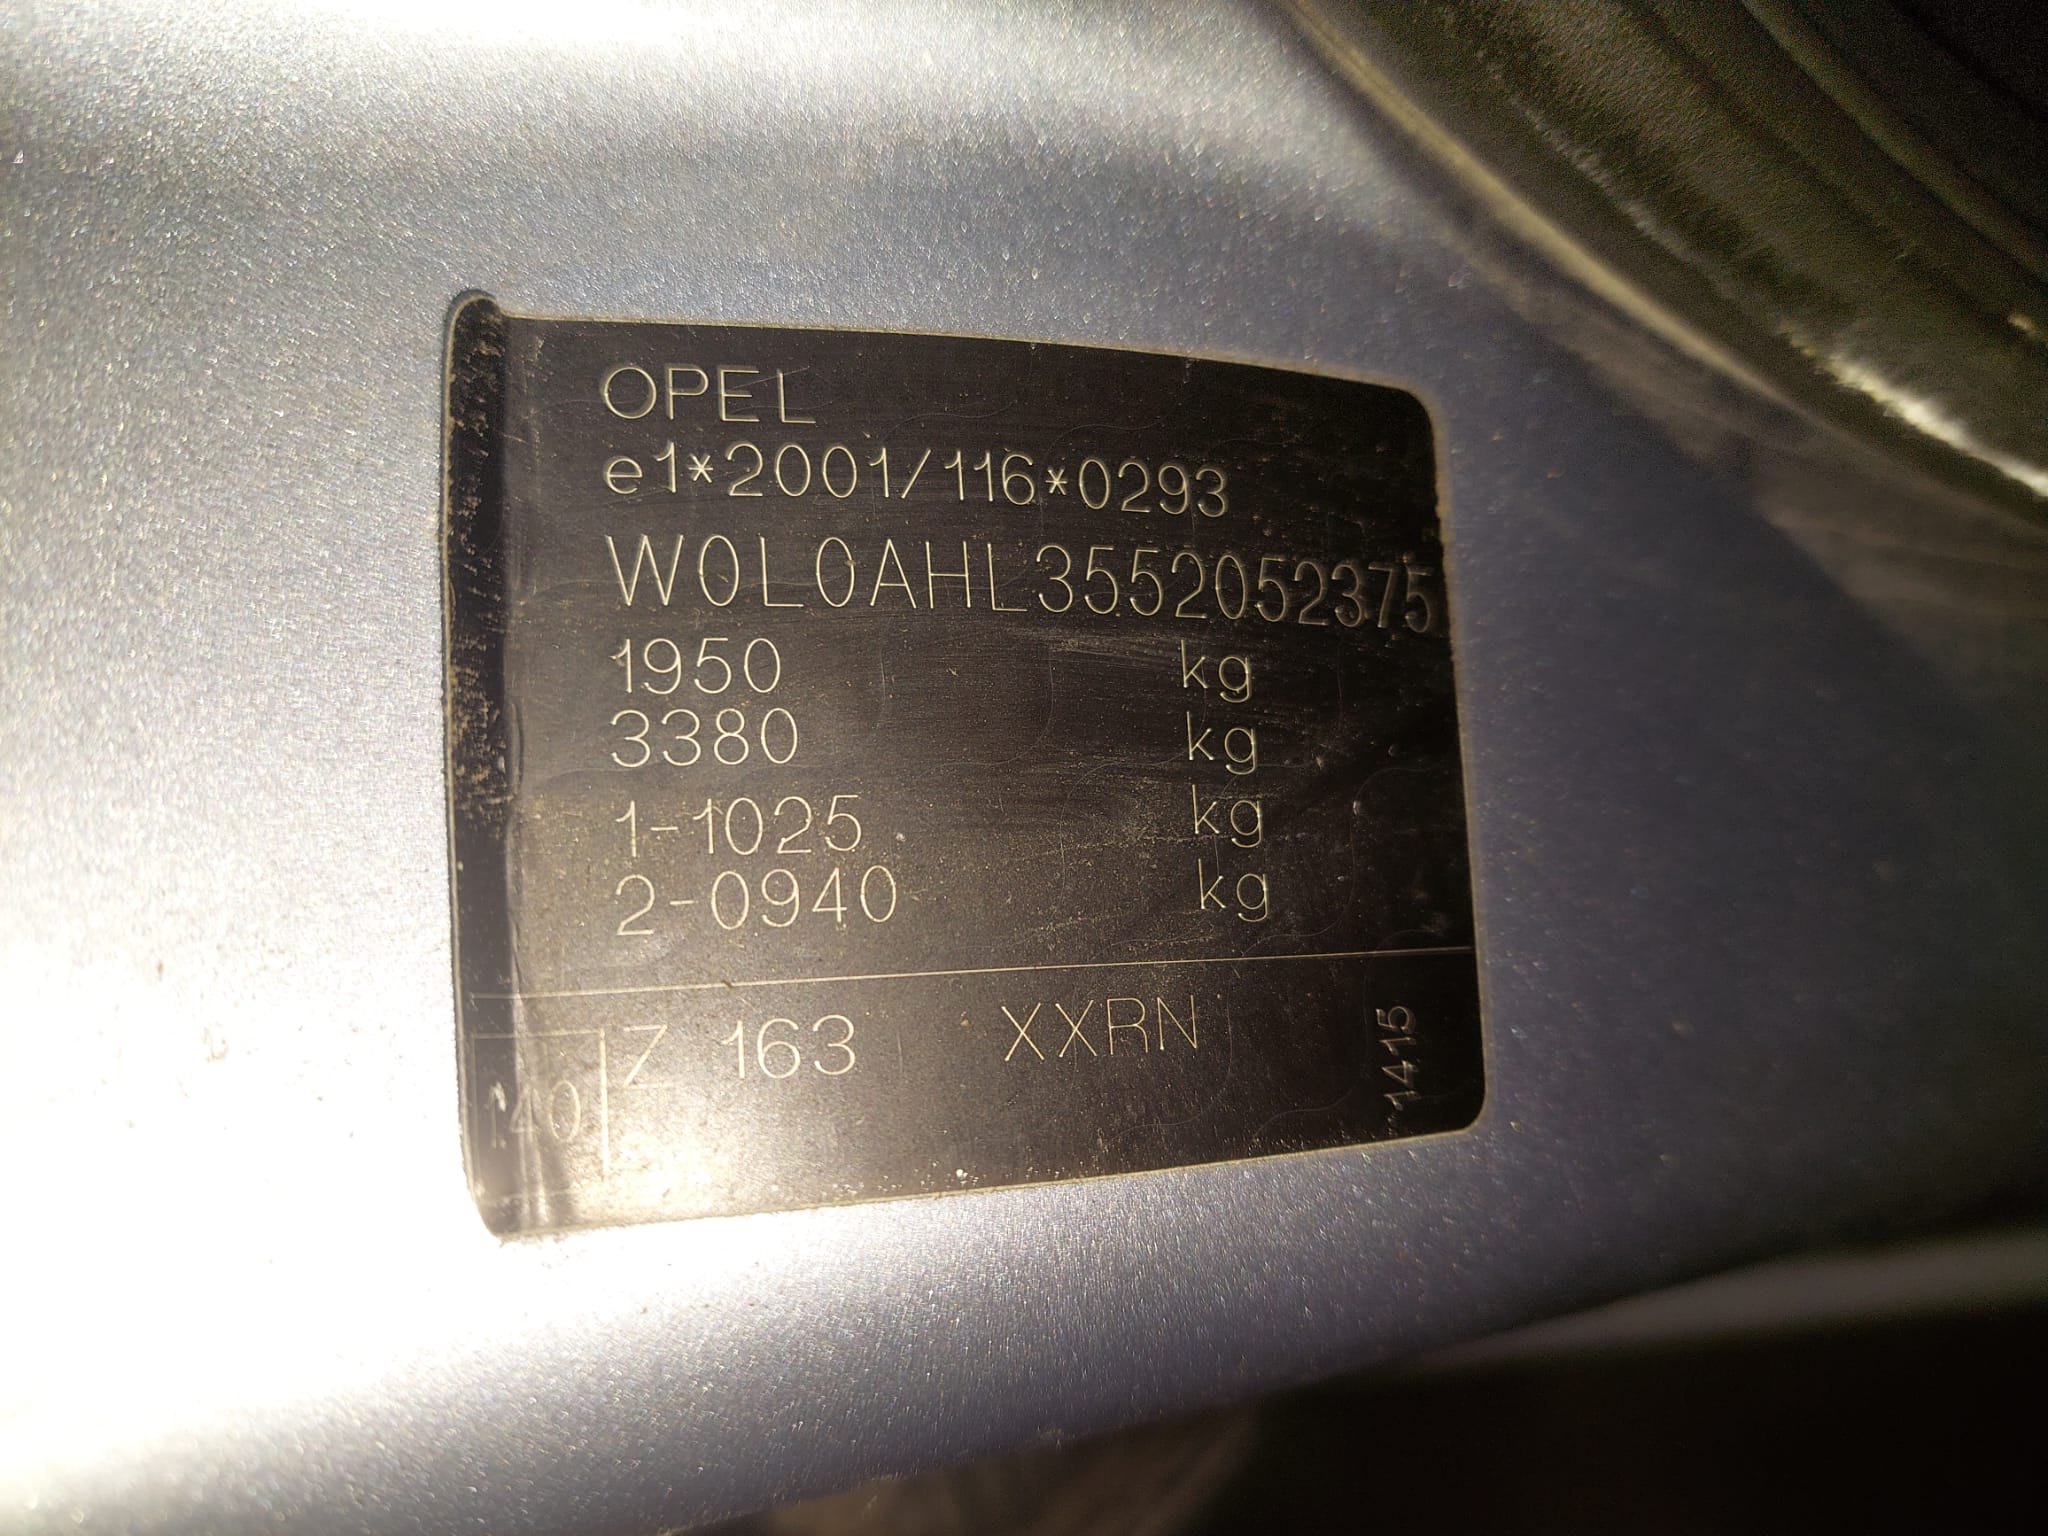 OPEL
e1*2001/116*0293
W0L0AHL3552052375
1950 kg
3380 kg
1-1025 kg
2-0940 kg
140 Z 163 XXRN 1415